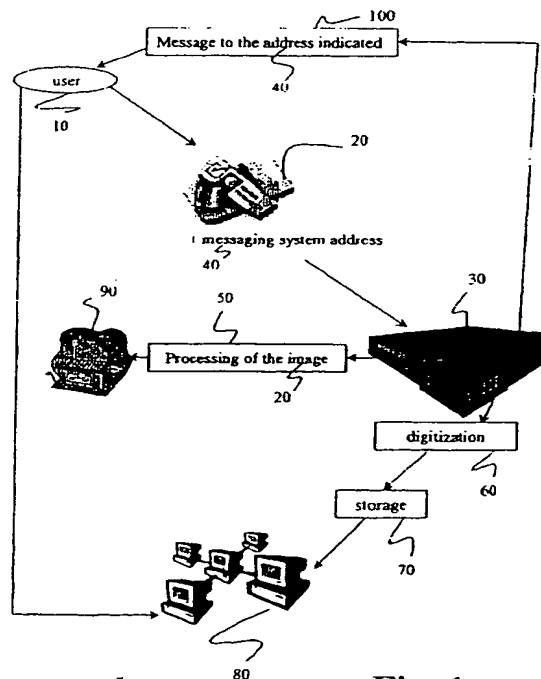 100
Message to the address indicated
40
user
10
20
messaging system address
40
90
50
30
Processing of the image
20
digitization
60
storage
70
80